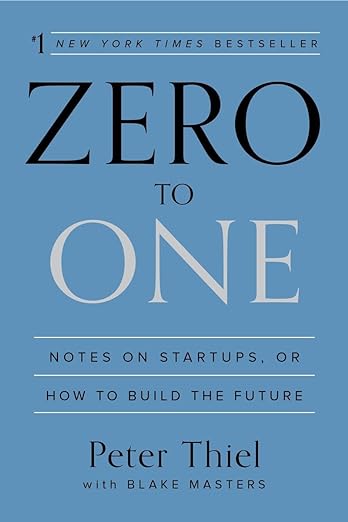 #1 NEW YORK TIMES BESTSELLER
ZERO
TO
ONE
NOTES ON STARTUPS, OR
HOW TO BUILD THE FUTURE
Peter Thiel
with BLAKE MASTERS